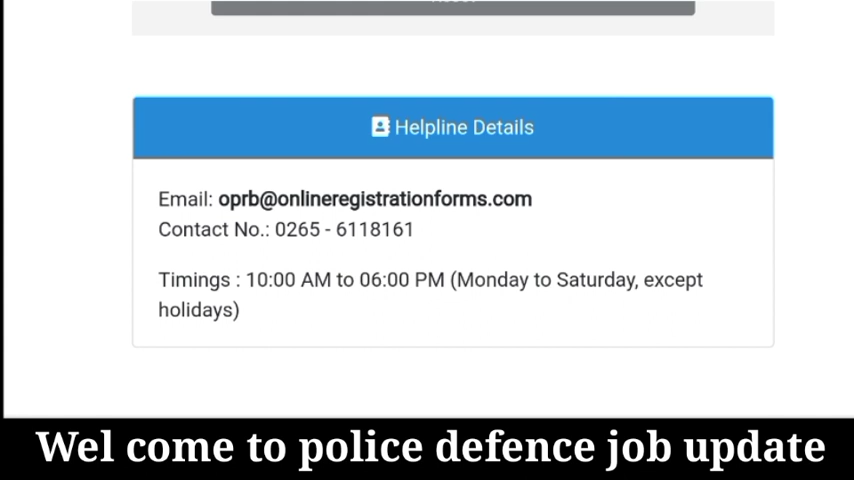 Helpline Details
Email: oprb@onlineregistrationforms.com
Contact No.: 0265 - 6118161
Timings : 10:00 AM to 06:00 PM (Monday to Saturday, except
holidays)
Wel come to police defence job update